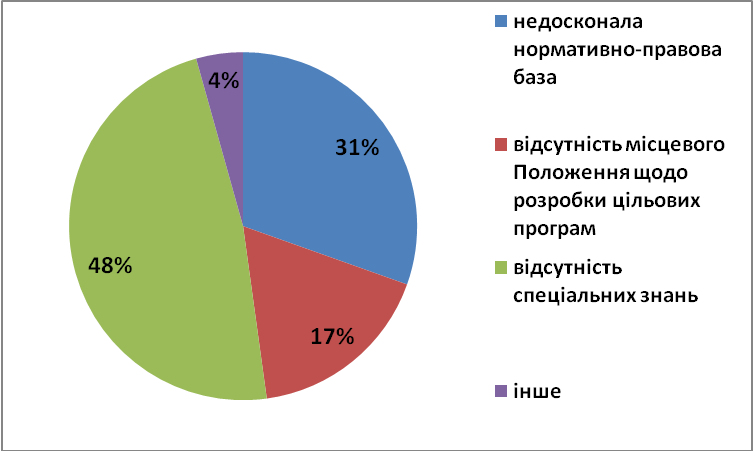 недосконала
нормативно-правова
база
відсутність місцевого
Положення щодо
розробки цільових
програм
відсутність
спеціальних знань
інше
4%
31%
48%
17%